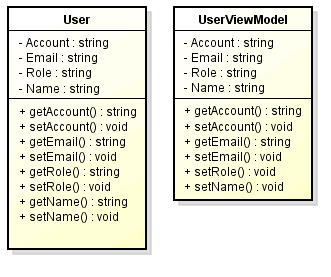 User
- Account : string
- Email : string
- Role : string
- Name : string
+ getAccount() : string
+ setAccount() : void
+ getEmail() : string
+ setEmail() : void
+ getRole() : string
+ setRole() : void
+ getName() : string
+ setName() : void
UserViewModel
- Account : string
- Email : string
- Role : string
- Name : string
+ getAccount() : string
+ setAccount() : void
+ getEmail() : string
+ setEmail() : void
+ setRole() : void
+ setName() : void